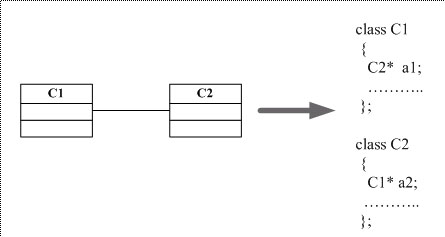 C1
C2
class C1
{
C2* a1;
………..
};
class C2
{
C1* a2;
………..
};